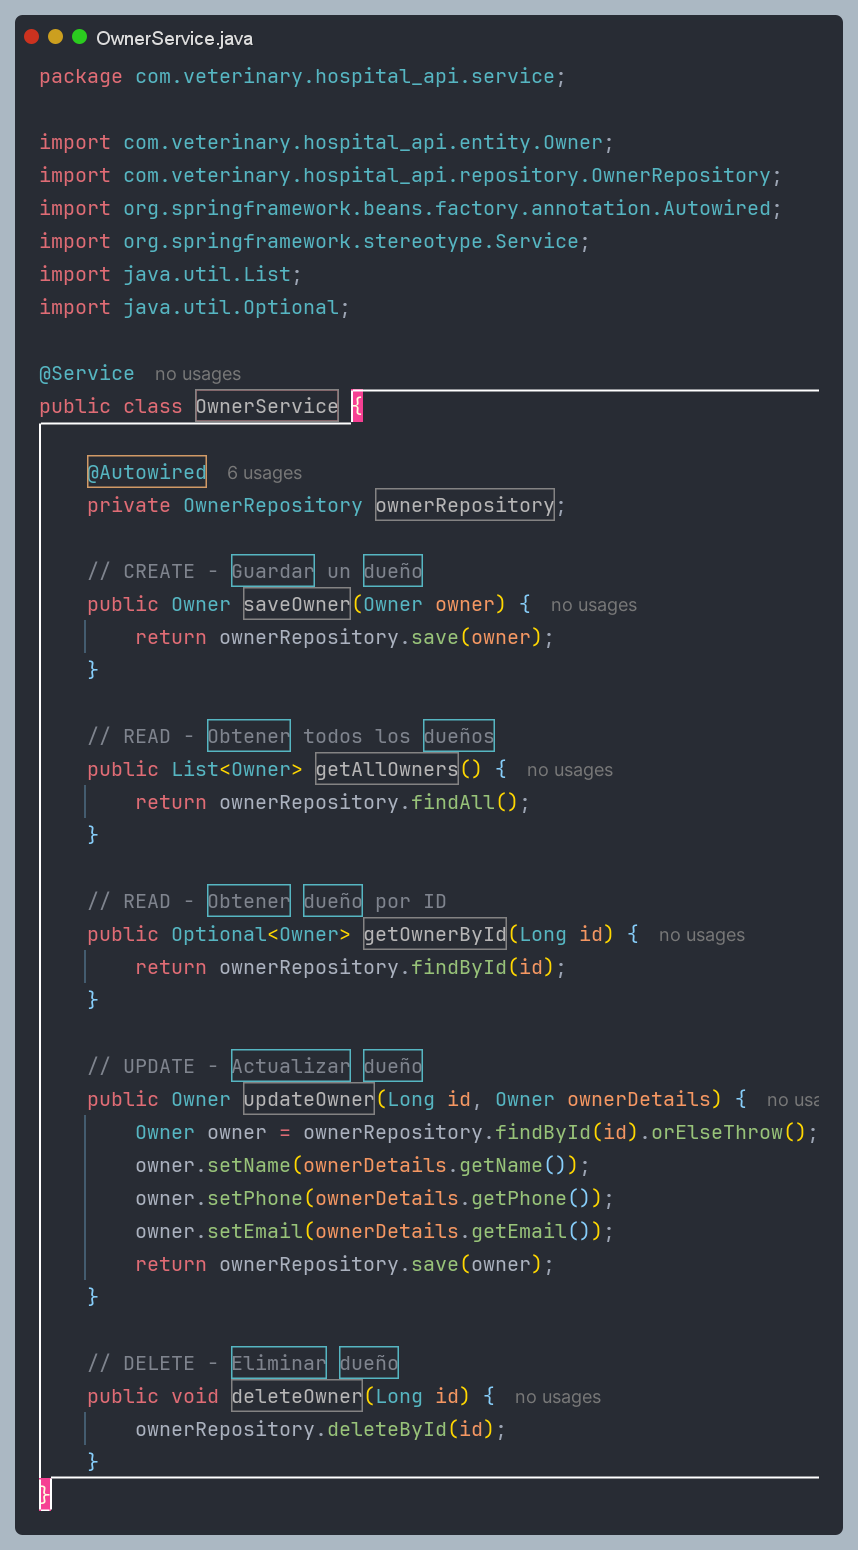 OwnerService.java
package com.veterinary.hospital_api.service;
import com.veterinary.hospital_api.entity.Owner;
import com.veterinary.hospital_api.repository.OwnerRepository;
import org.springframework.beans.factory.annotation.Autowired;
import org.springframework.stereotype.Service;
import java.util.List;
import java.util.Optional;
@Service no usages
public class OwnerService {
@Autowired 6 usages
private OwnerRepository ownerRepository;
// CREATE - Guardar un dueño
public Owner saveOwner(Owner owner) { no usages
return ownerRepository.save(owner);
}
// READ - Obtener todos los dueños
public List<Owner> getAllOwners() { no usages
return ownerRepository.findAll();
}
// READ - Obtener dueño por ID
public Optional<Owner> getOwnerById(Long id) { no usages
return ownerRepository.findById(id);
}
// UPDATE - Actualizar dueño
public Owner updateOwner(Long id, Owner ownerDetails) { no usa
Owner owner = ownerRepository.findById(id).orElseThrow();
owner.setName(ownerDetails.getName());
owner.setPhone(ownerDetails.getPhone());
owner.setEmail(ownerDetails.getEmail());
return ownerRepository.save(owner);
}
// DELETE - Eliminar dueño
public void deleteOwner(Long id) { no usages
ownerRepository.deleteById(id);
}
}